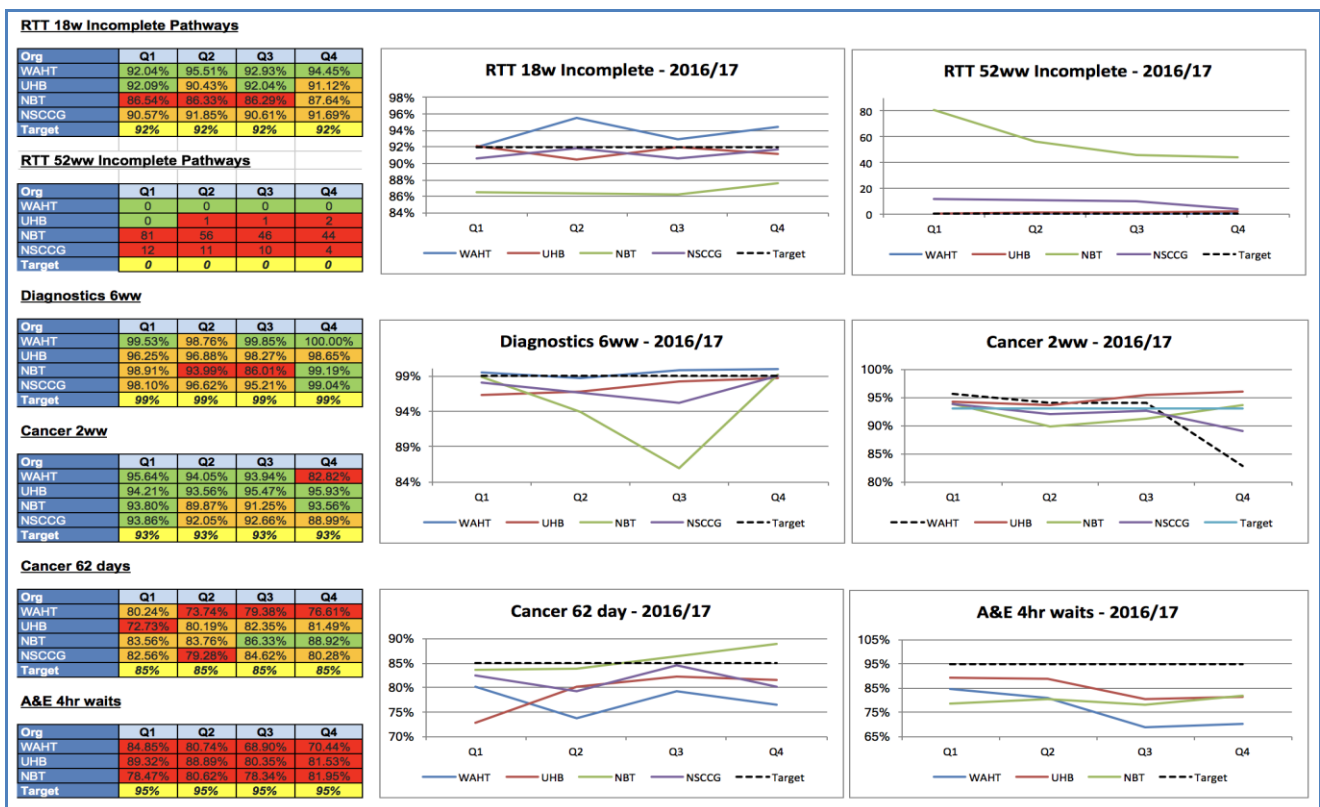 RTT 18w Incomplete Pathways
Org Q1 Q2 Q3 Q4
WAHT 92.04% 95.51% 92.93% 94.45%
UHB 92.09% 90.43% 92.04% 91.12%
NBT 86.54% 86.33% 86.29% 87.64%
NSCCG 90.57% 91.85% 90.61% 91.69%
Target 92% 92% 92% 92%
RTT 52ww Incomplete Pathways
Org Q1 Q2 Q3 Q4
WAHT 0 0 0 0
UHB 0 1 1 2
NBT 81 56 46 44
NSCCG 12 11 10 4
Target 0 0 0 0
RTT 18w Incomplete - 2016/17
98%
96%
94%
92%
90%
88%
86%
84%
Q1 Q2 Q3 Q4
WAHT UHB NBT NSCCG Target
RTT 52ww Incomplete - 2016/17
80
60
40
20
0
Q1 Q2 Q3 Q4
WAHT UHB NBT NSCCG Target
Diagnostics 6ww
Org Q1 Q2 Q3 Q4
WAHT 99.53% 98.76% 99.85% 100.00%
UHB 96.25% 96.88% 98.27% 98.65%
NBT 98.91% 93.99% 86.01% 99.19%
NSCCG 98.10% 96.62% 95.21% 99.04%
Target 99% 99% 99% 99%
Cancer 2ww
Org Q1 Q2 Q3 Q4
WAHT 95.64% 94.05% 93.94% 82.82%
UHB 94.21% 93.56% 95.47% 95.93%
NBT 93.80% 89.87% 91.25% 93.56%
NSCCG 93.86% 92.05% 92.66% 88.99%
Target 93% 93% 93% 93%
Diagnostics 6ww - 2016/17
99%
94%
89%
84%
Q1 Q2 Q3 Q4
WAHT UHB NBT NSCCG Target
Cancer 2ww - 2016/17
100%
95%
90%
85%
80%
Q1 Q2 Q3 Q4
WAHT UHB NBT NSCCG Target
Cancer 62 days
Org Q1 Q2 Q3 Q4
WAHT 80.24% 73.74% 79.38% 76.61%
UHB 72.73% 80.19% 82.35% 81.49%
NBT 83.56% 83.76% 86.33% 88.92%
NSCCG 82.56% 79.28% 84.62% 80.28%
Target 85% 85% 85% 85%
A&E 4hr waits
Org Q1 Q2 Q3 Q4
WAHT 84.85% 80.74% 68.90% 70.44%
UHB 89.32% 88.89% 80.35% 81.53%
NBT 78.47% 80.62% 78.34% 81.95%
Target 95% 95% 95% 95%
Cancer 62 day - 2016/17
90%
85%
80%
75%
70%
Q1 Q2 Q3 Q4
WAHT UHB NBT NSCCG Target
A&E 4hr waits - 2016/17
105%
95%
85%
75%
65%
Q1 Q2 Q3 Q4
WAHT UHB NBT Target